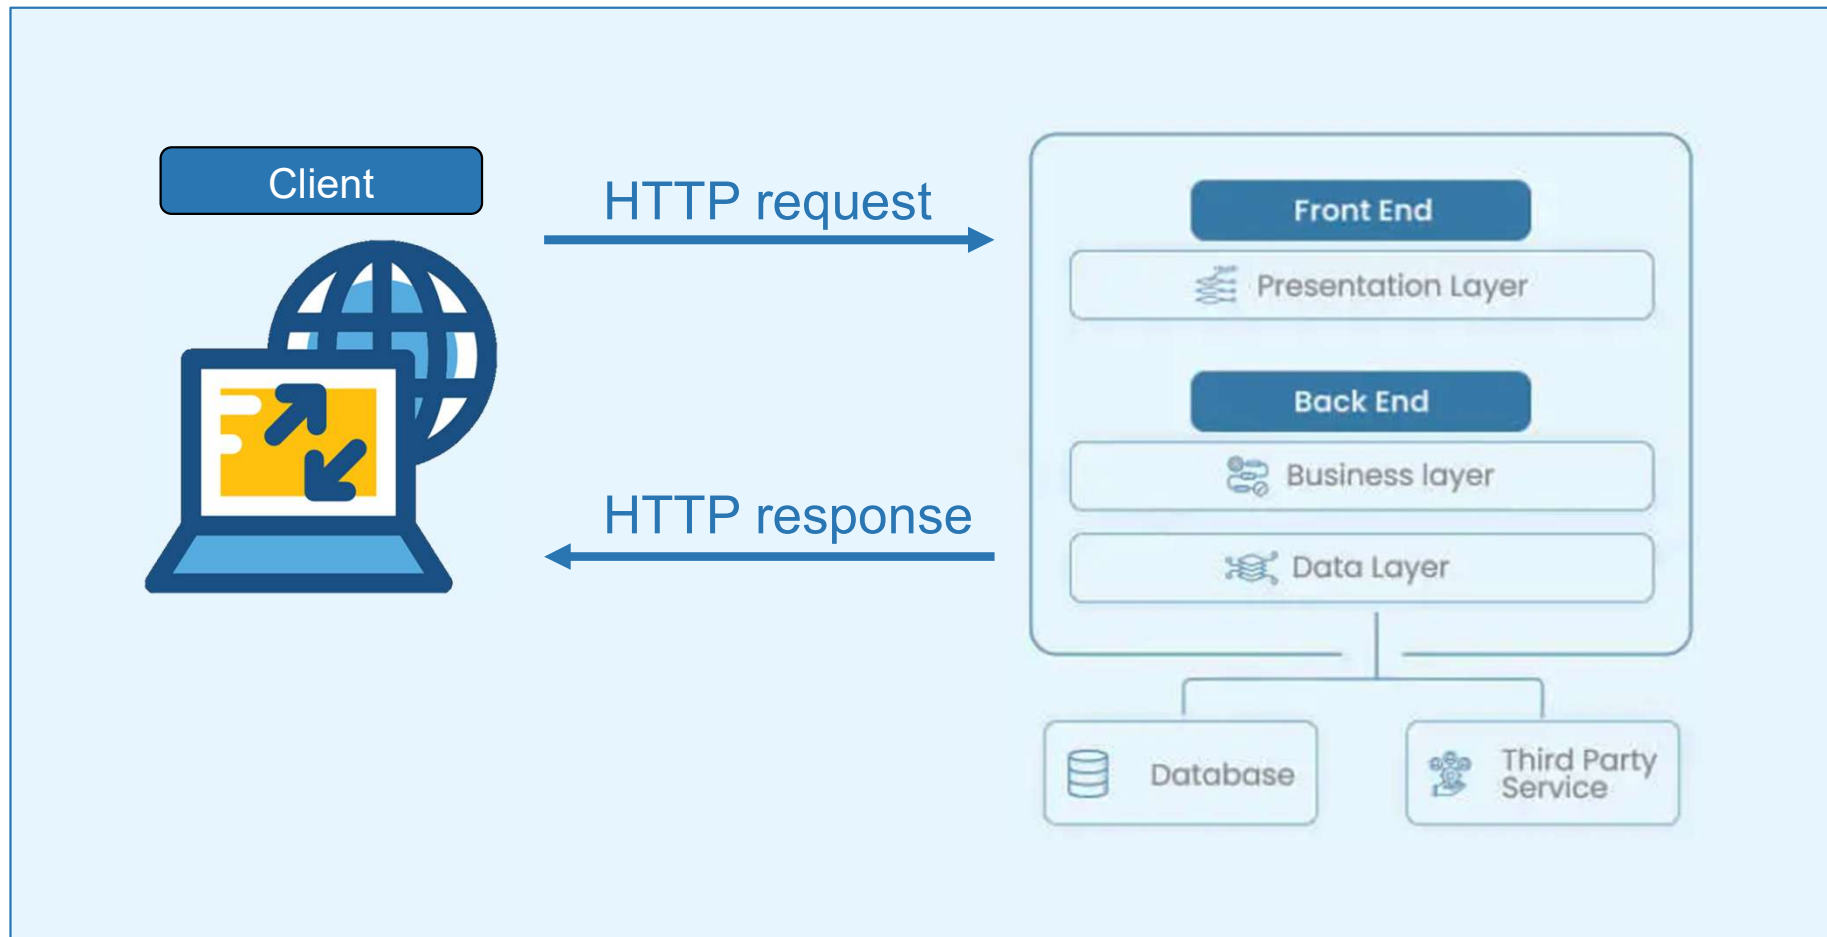 Client
HTTP request
HTTP response
Front End
Presentation Layer
Back End
Business layer
Data Layer
Database
Third Party
Service